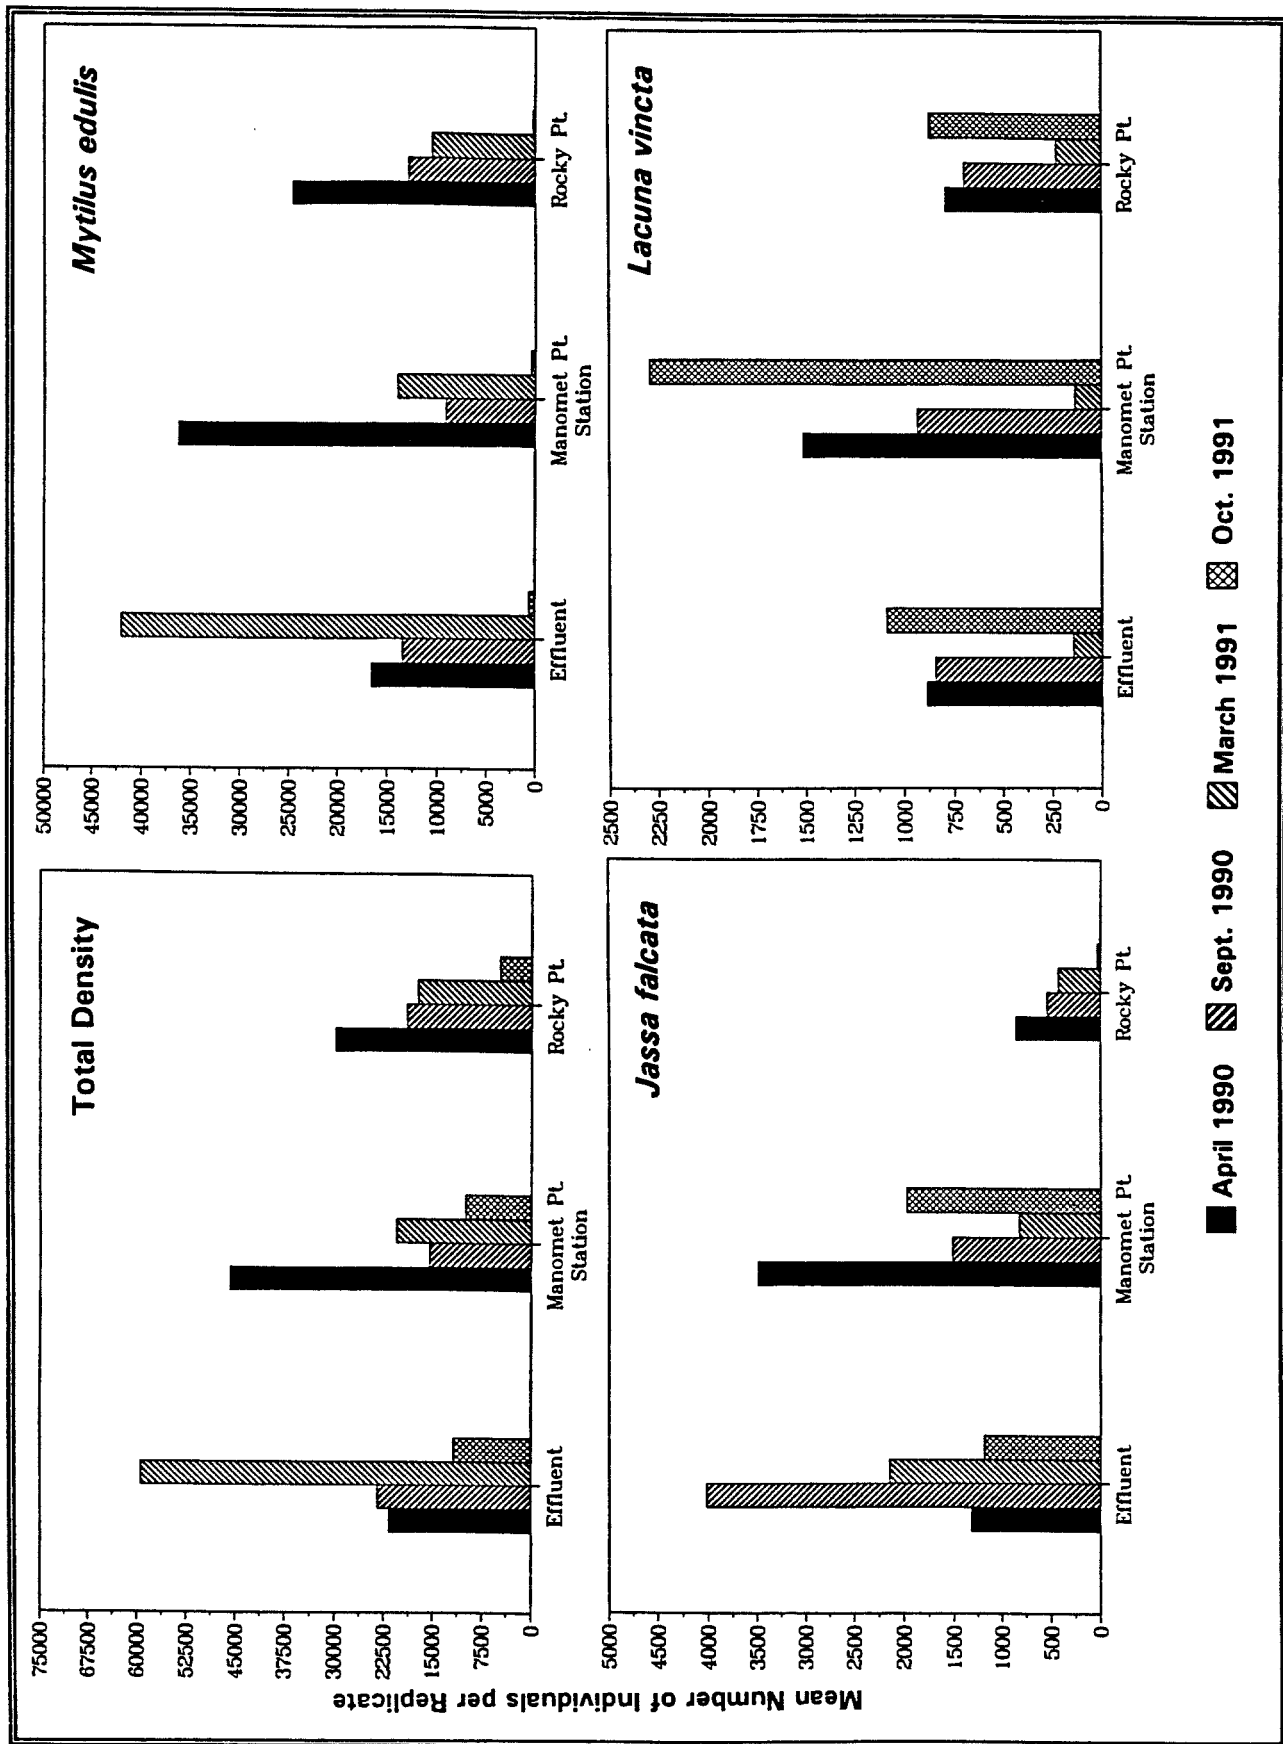 Mean Number of Individuals per Replicate
Total Density
75000
67500
60000
52500
45000
37500
30000
22500
15000
7500
0
Effluent
Manomet Pt.
Rocky Pt.
Station
Mytilus edulis
50000
45000
40000
35000
30000
25000
20000
15000
10000
5000
0
Effluent
Manomet Pt.
Rocky Pt.
Station
Jassa falcata
5000
4500
4000
3500
3000
2500
2000
1500
1000
500
0
Effluent
Manomet Pt.
Rocky Pt.
Station
Lacuna vincta
2500
2250
2000
1750
1500
1250
1000
750
500
250
0
Effluent
Manomet Pt.
Rocky Pt.
Station
April 1990 Sept. 1990 March 1991 Oct. 1991